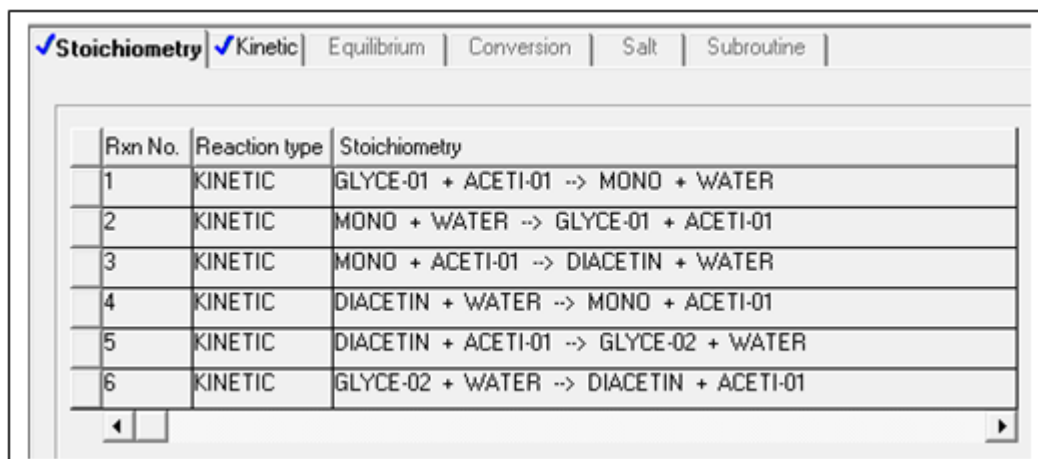 Stoichiometry Kinetic Equilibrium Conversion Salt Subroutine
Rxn No. Reaction type Stoichiometry
1 KINETIC GLYCE-01 + ACETI-01 --> MONO + WATER
2 KINETIC MONO + WATER --> GLYCE-01 + ACETI-01
3 KINETIC MONO + ACETI-01 --> DIACETIN + WATER
4 KINETIC DIACETIN + WATER --> MONO + ACETI-01
5 KINETIC DIACETIN + ACETI-01 --> GLYCE-02 + WATER
6 KINETIC GLYCE-02 + WATER --> DIACETIN + ACETI-01